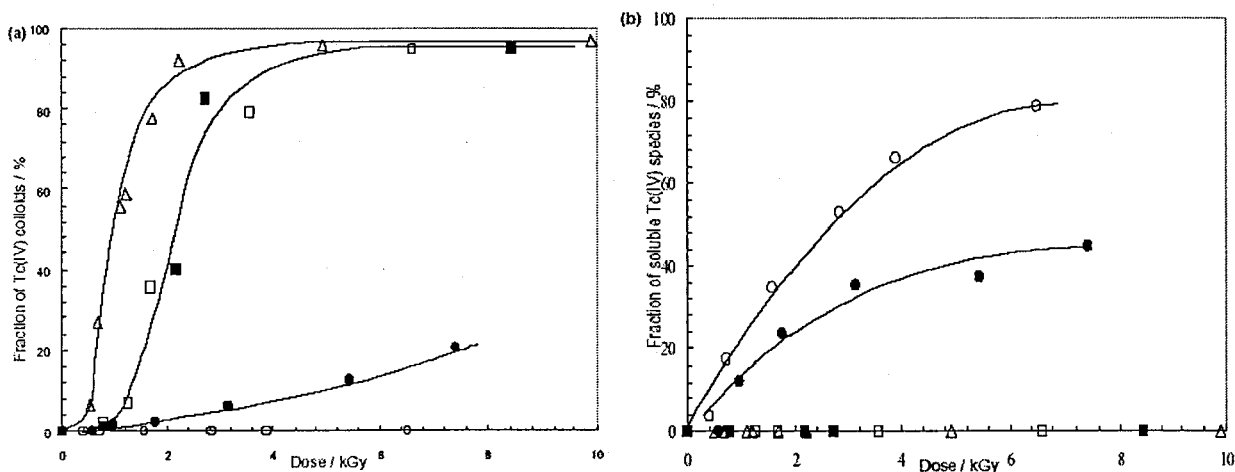 (a)
100
80
60
40
20
0
Fraction of Tc(IV) colloids / %
0 2 4 6 8 10
Dose / kGy
(b)
100
80
60
40
20
0
Fraction of soluble Tc(IV) species / %
0 2 4 6 8 10
Dose / kGy